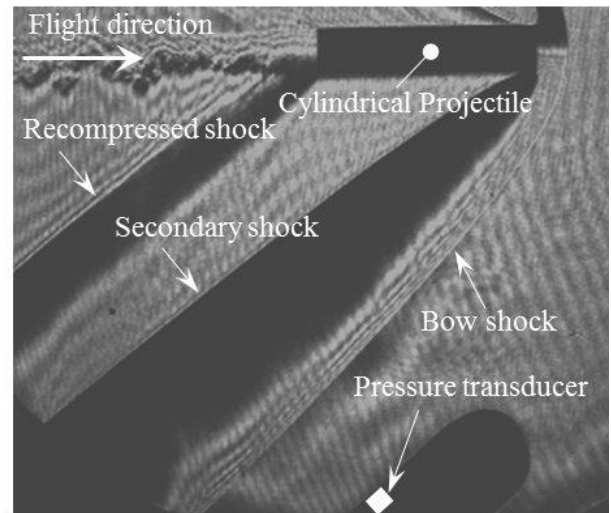 Flight direction
Cylindrical Projectile
Recompressed shock
Secondary shock
Bow shock
Pressure transducer